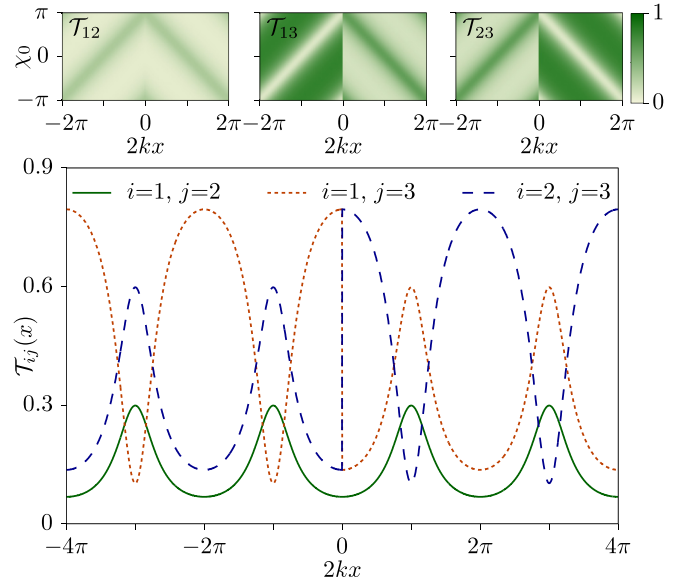 π
0
−π
χ0
𝒯12
𝒯13
𝒯23
1
0
−2π 0 2π
2kx
−2π 0 2π
2kx
−2π 0 2π
2kx
0.9
0.6
0.3
0
𝒯ij(x)
i=1, j=2
i=1, j=3
i=2, j=3
−4π −2π 0 2π 4π
2kx